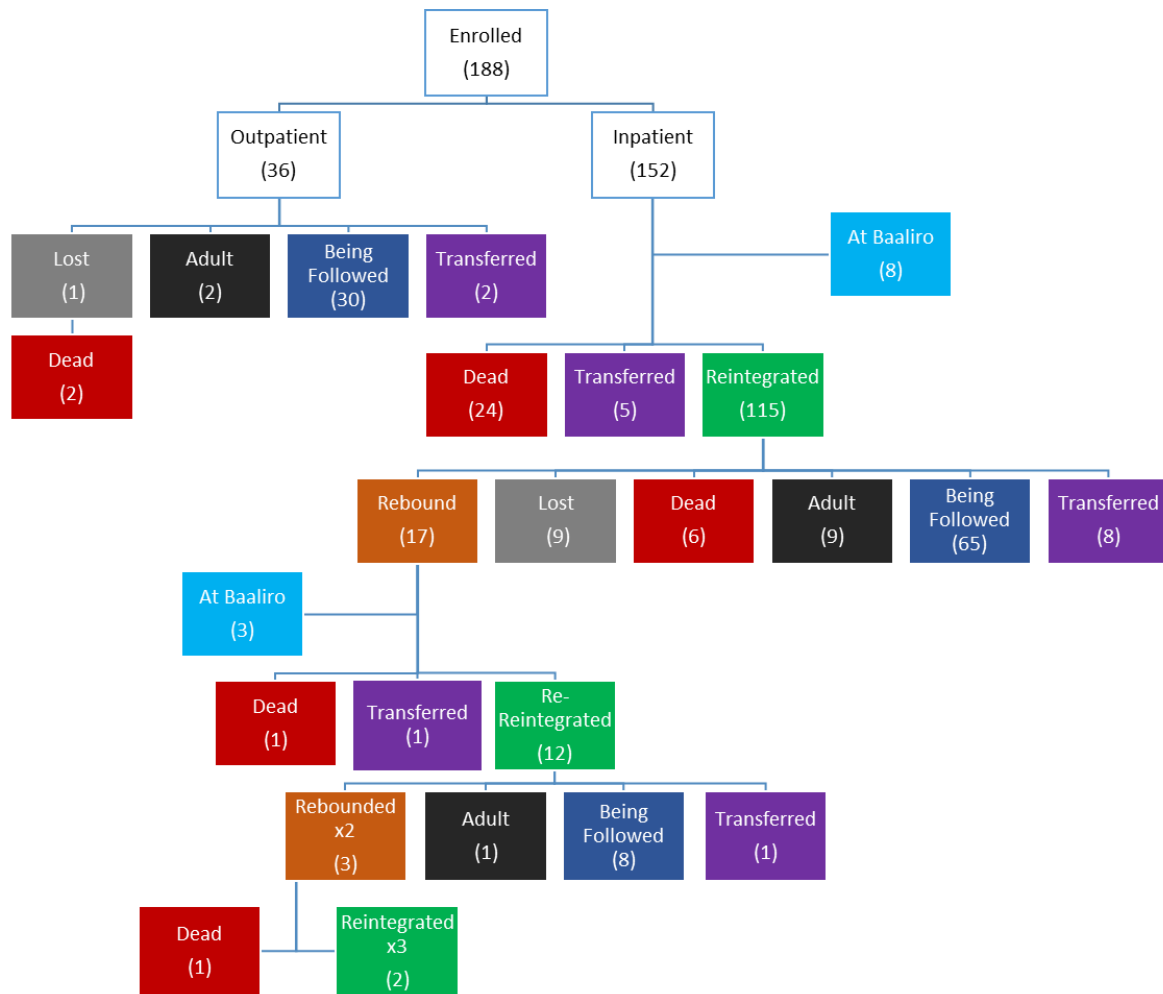 Enrolled
(188)
Outpatient
(36)
Inpatient
(152)
At Baaliro
(8)
Lost
(1)
Adult
(2)
Being
Followed
(30)
Transferred
(2)
Dead
(2)
Dead
(24)
Transferred
(5)
Reintegrated
(115)
Rebound
(17)
Lost
(9)
Dead
(6)
Adult
(9)
Being
Followed
(65)
Transferred
(8)
At Baaliro
(3)
Dead
(1)
Transferred
(1)
Re-
Reintegrated
(12)
Rebounded
x2
(3)
Adult
(1)
Being
Followed
(8)
Transferred
(1)
Dead
(1)
Reintegrated
x3
(2)